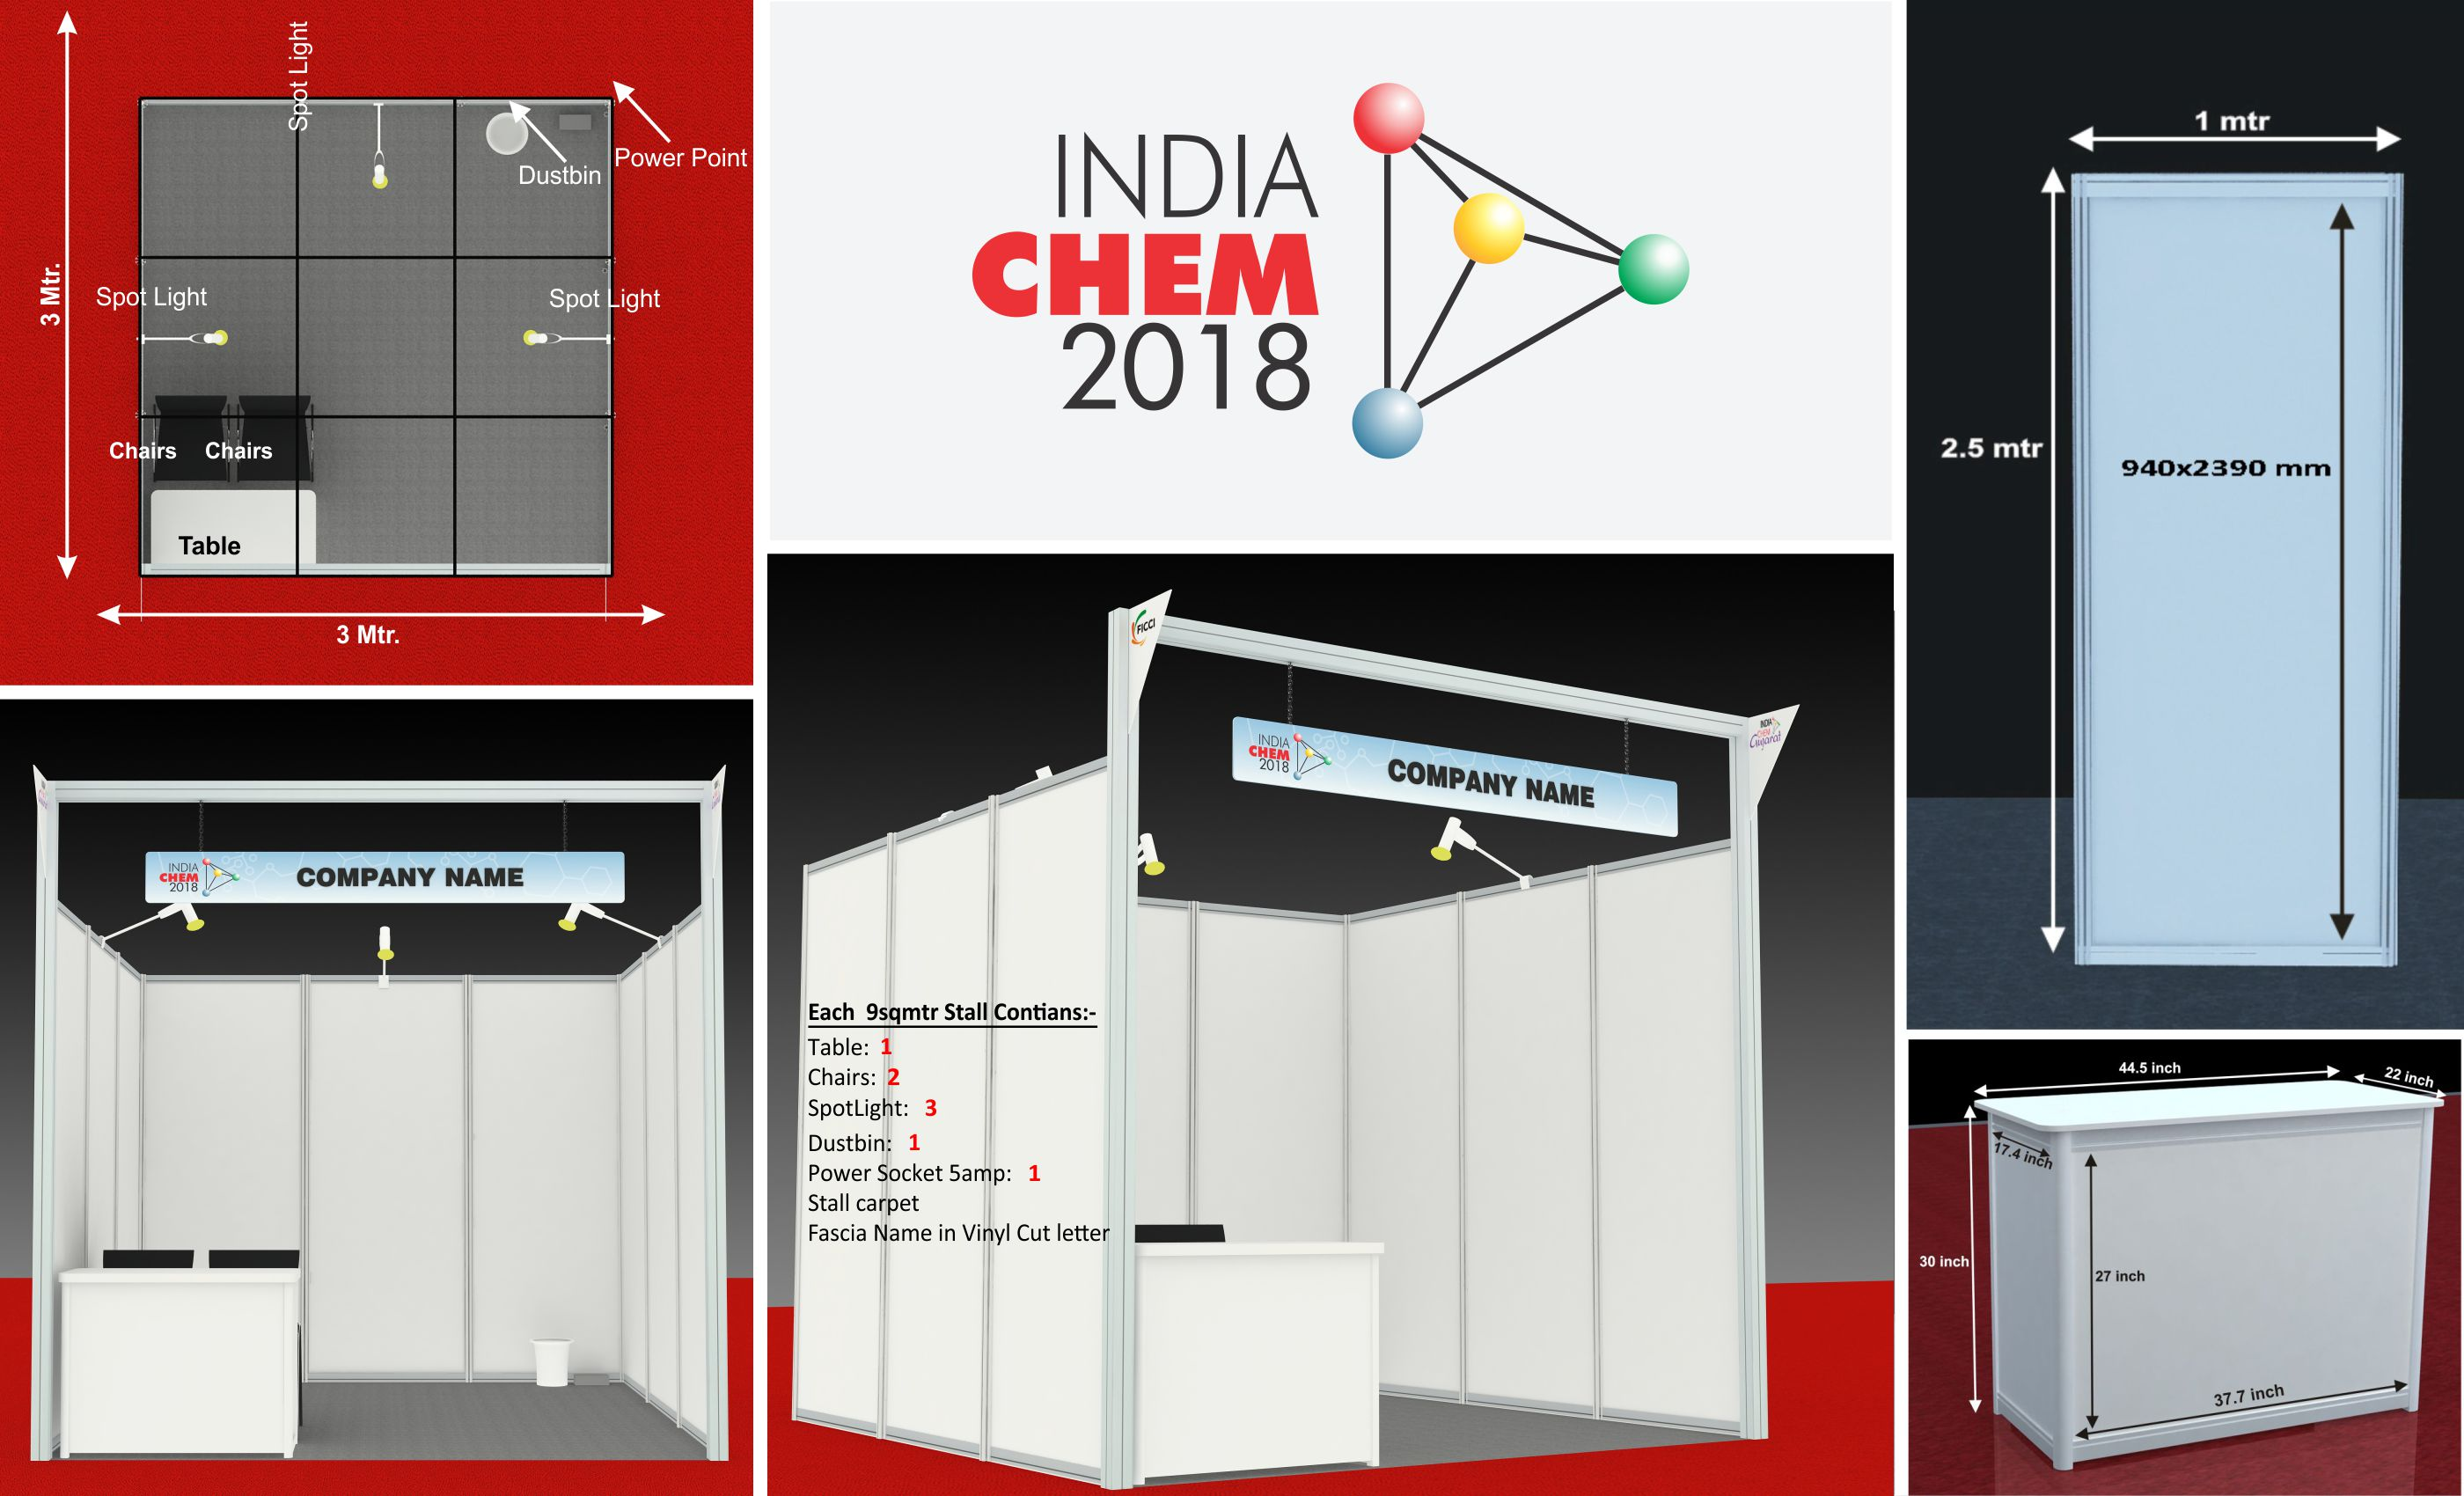 Spot Light
Power Point
Dustbin
3 Mtr.
Spot Light
Spot Light
Chairs
Chairs
Table
3 Mtr.
INDIA
CHEM
2018
1 mtr
2.5 mtr
940x2390 mm
INDIA
CHEM
2018
COMPANY NAME
FICCI
INDIA
CHEM
Gujarat
INDIA
CHEM
2018
COMPANY NAME
Each 9sqmtr Stall Contians:-
Table: 1
Chairs: 2
SpotLight: 3
Dustbin: 1
Power Socket 5amp: 1
Stall carpet
Fascia Name in Vinyl Cut letter
44.5 inch
22 inch
17.4 inch
30 inch
27 inch
37.7 inch